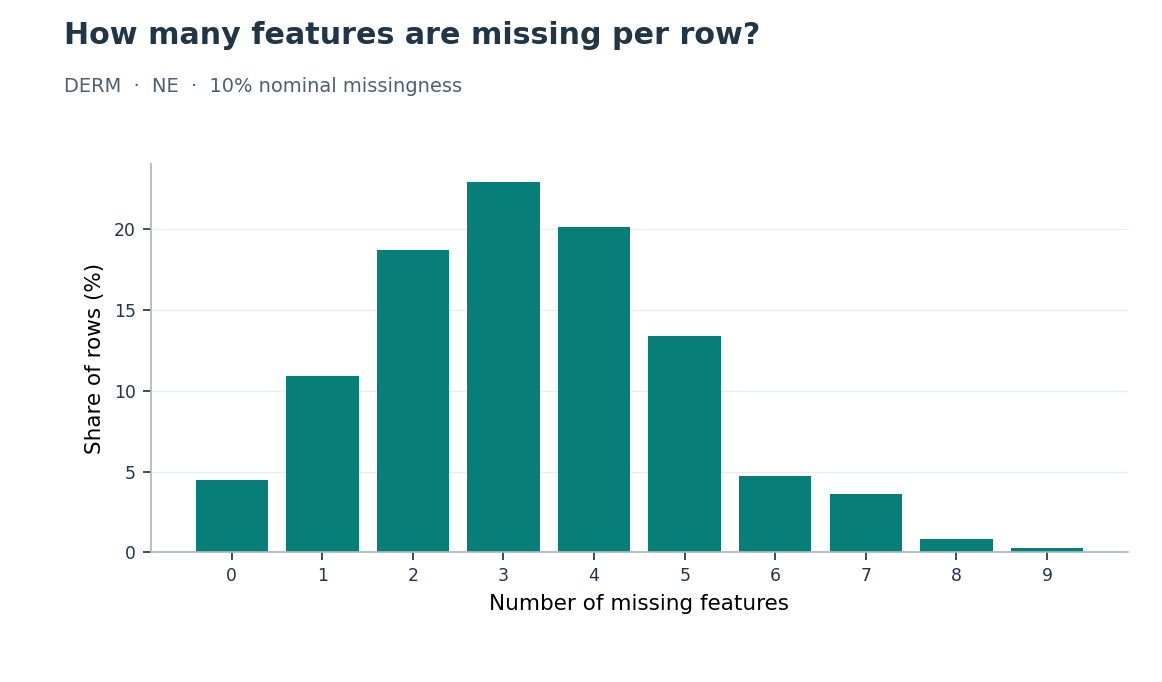 How many features are missing per row?
DERM · NE · 10% nominal missingness
Share of rows (%)
20
15
10
5
0
0 1 2 3 4 5 6 7 8 9
Number of missing features